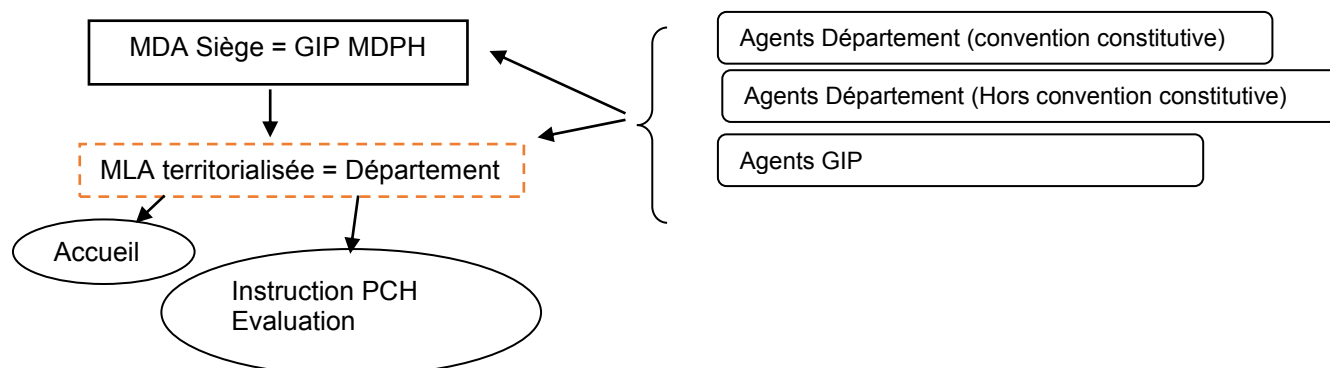 MDA Siège = GIP MDPH
MLA territorialisée = Département
Accueil
Instruction PCH
Evaluation
Agents Département (convention constitutive)
Agents Département (Hors convention constitutive)
Agents GIP